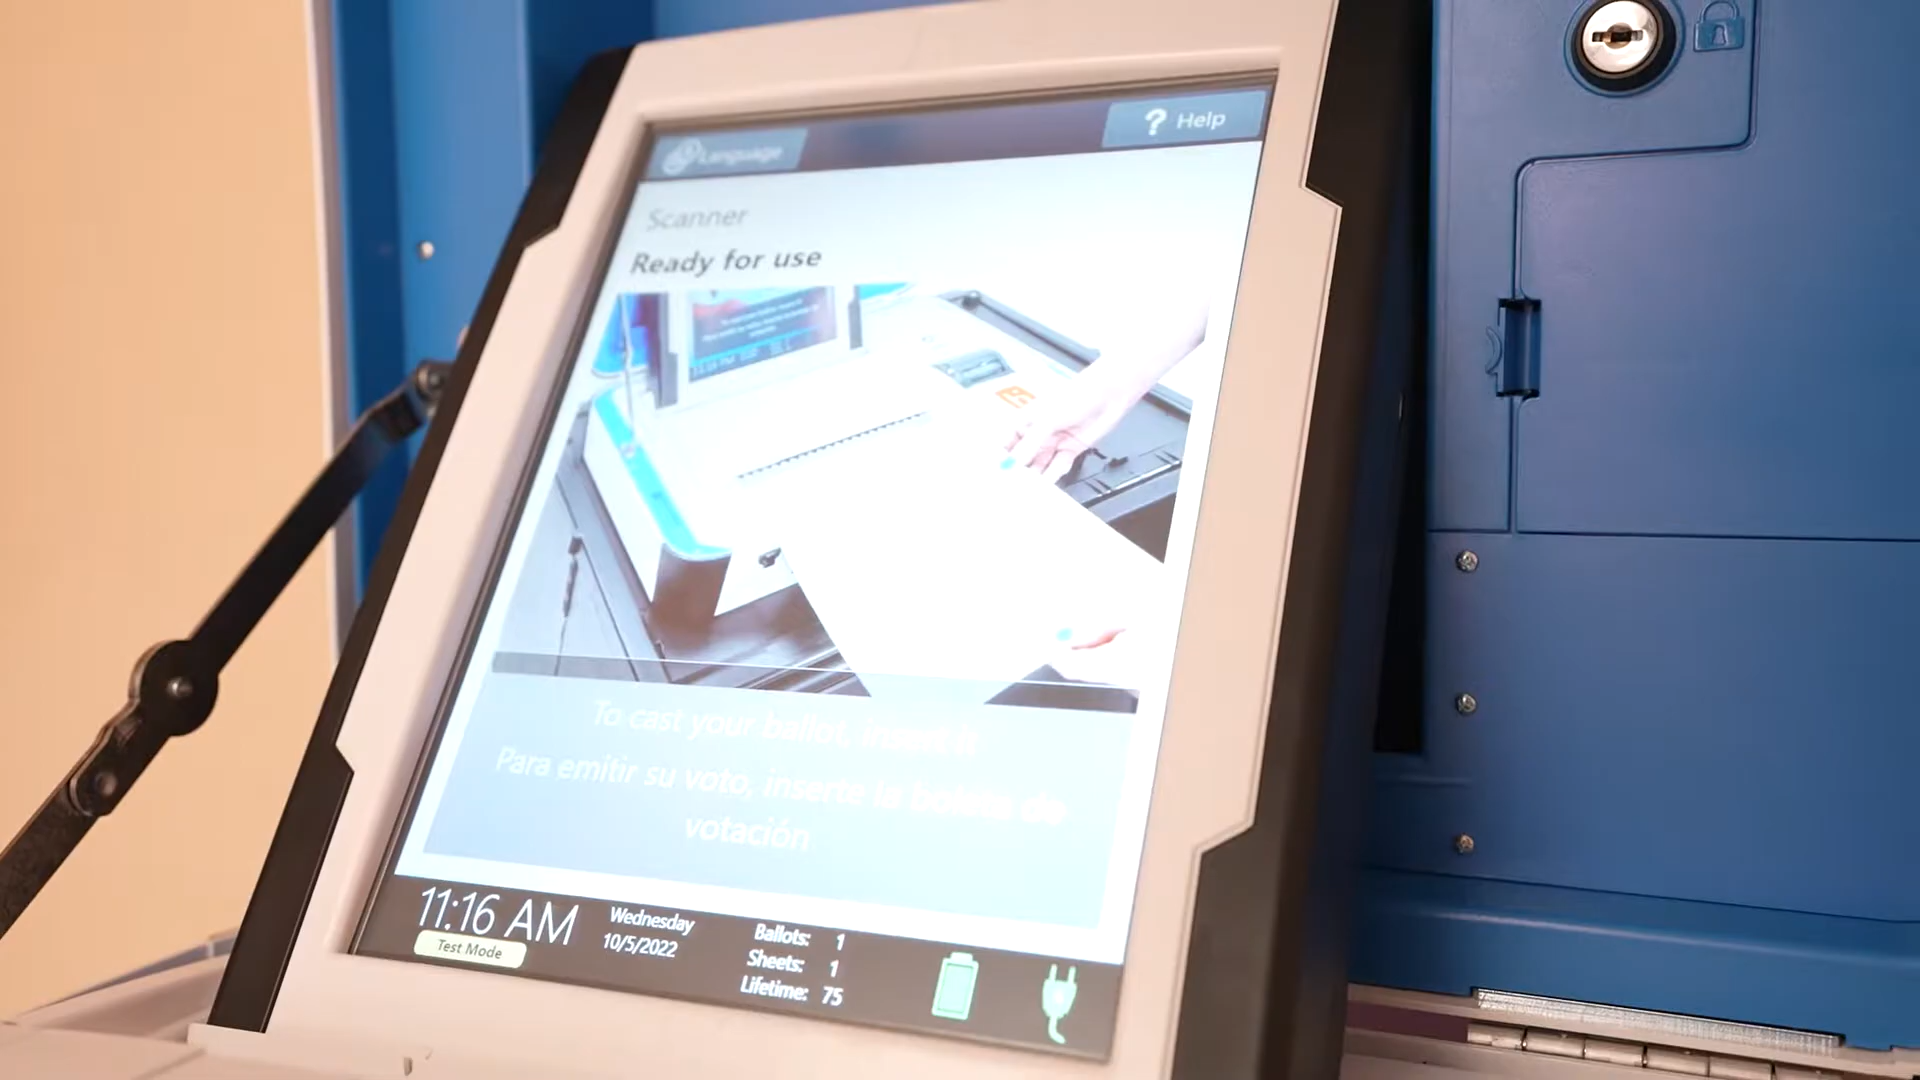 Language
? Help
Scanner
Ready for use
To cast your ballot, insert it
Para emitir su voto, inserte la boleta de
votación
11:16 AM
Test Mode
Wednesday
10/5/2022
Ballots: 1
Sheets: 1
Lifetime: 75